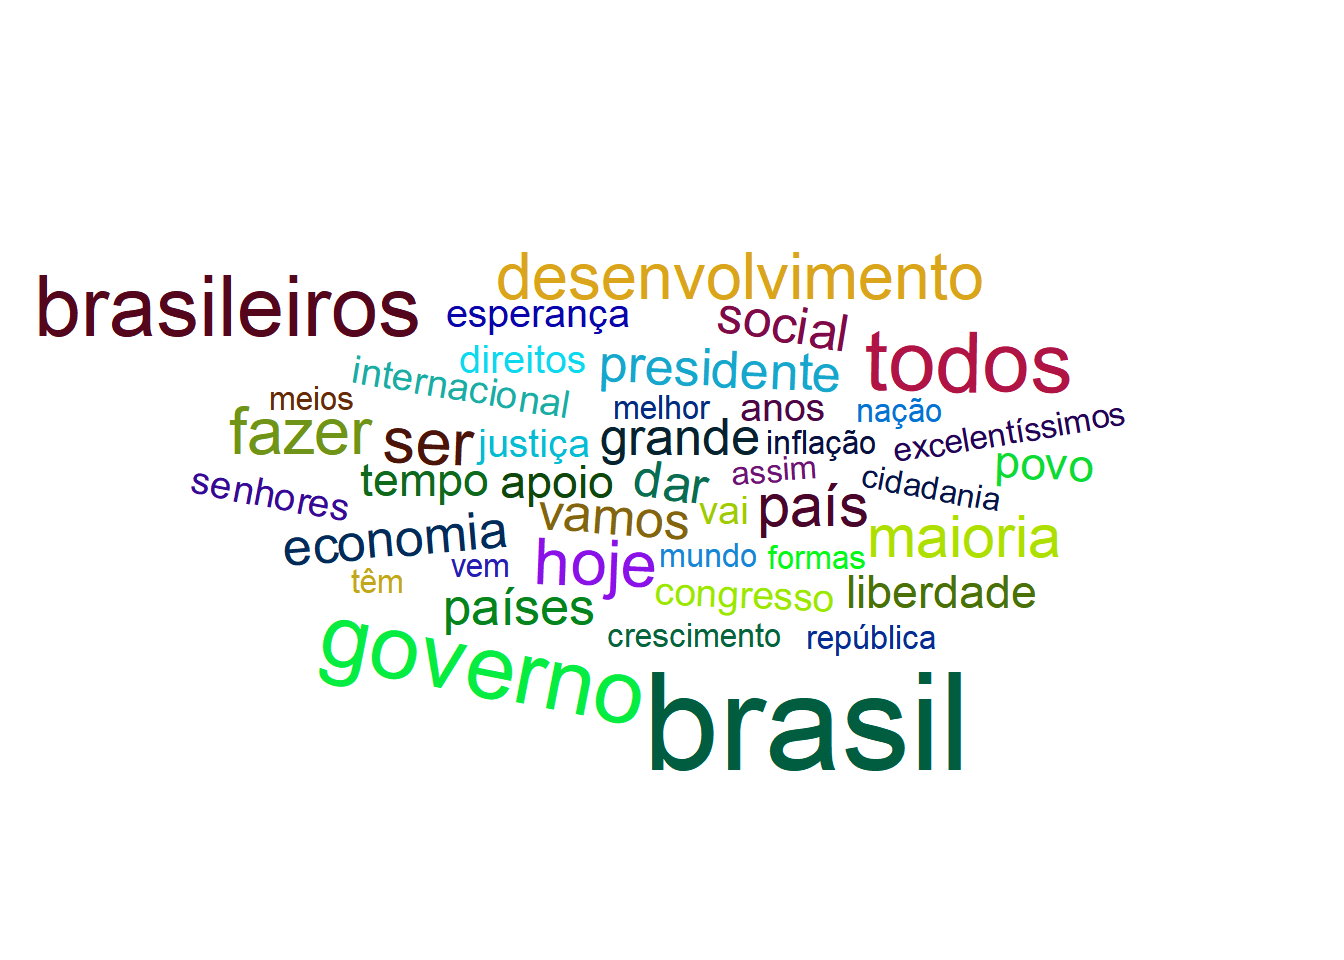 desenvolvimento
brasileiros
esperança
social
todos
direitos
presidente
internacional
meios
melhor
anos
nação
excelentíssimos
fazer
ser
justiça
grande
inflação
povo
senhores
tempo
apoio
dar
assim
cidadania
vamos
vai
país
economia
maioria
vem
hoje
mundo
formas
têm
países
congresso
liberdade
crescimento
república
governo
brasil